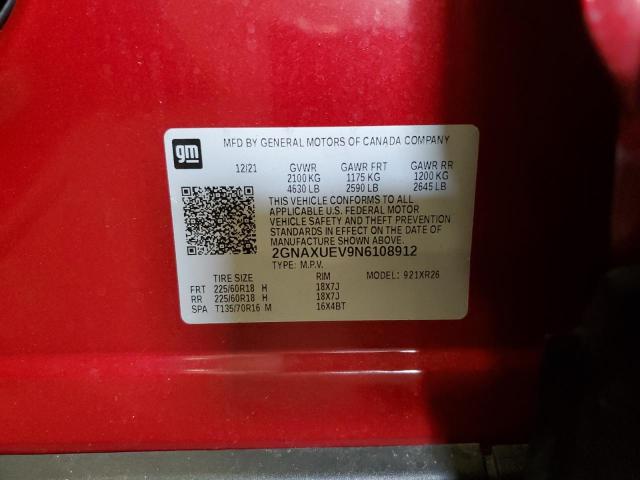 gm
MFD BY GENERAL MOTORS OF CANADA COMPANY
12/21 GVWR GAWR FRT GAWR RR
2100 KG 1175 KG 1200 KG
4630 LB 2590 LB 2645 LB
THIS VEHICLE CONFORMS TO ALL
APPLICABLE U.S. FEDERAL MOTOR
VEHICLE SAFETY AND THEFT PREVENTION
STANDARDS IN EFFECT ON THE DATE OF
MANUFACTURE SHOWN ABOVE.
2GNAXUEV9N6108912
TYPE: M.P.V.
TIRE SIZE RIM MODEL: 921XR26
FRT 225/60R18 H 18X7J
RR 225/60R18 H 18X7J
SPA T135/70R16 M 16X4BT